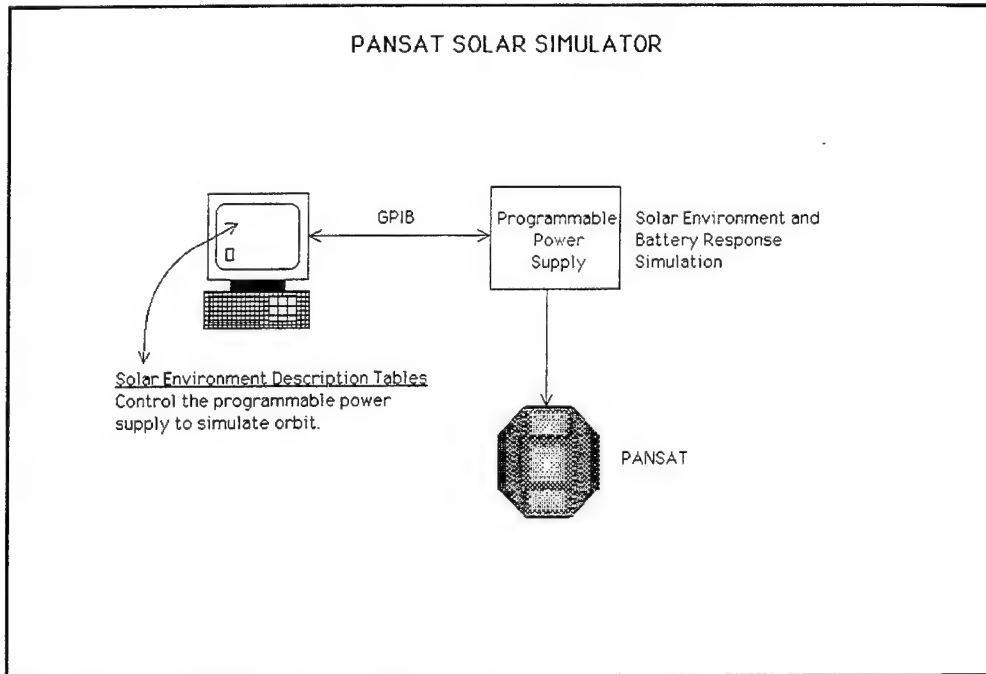 PANSAT SOLAR SIMULATOR
GPIB
Programmable
Power
Supply
Solar Environment and
Battery Response
Simulation
Solar Environment Description Tables
Control the programmable power
supply to simulate orbit.
PANSAT